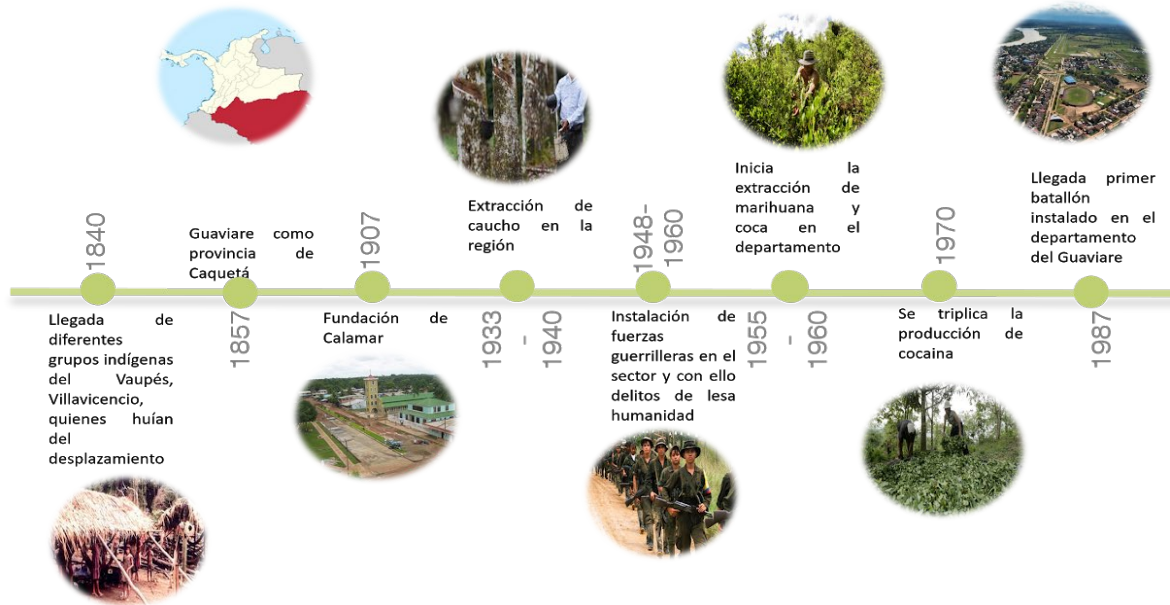 1840
Llegada de
diferentes
grupos indígenas
del Vaupés,
Villavicencio,
quienes huían
del
desplazamiento
Guaviare como
provincia de
Caquetá
1857
1907
Fundación de
Calamar
Extracción de
caucho en la
región
1933
-
1940
1948-
1960
Instalación de
fuerzas
guerrilleras en el
sector y con ello
delitos de lesa
humanidad
Inicia la
extracción de
marihuana y
coca en el
departamento
1955
-
1960
1970
Se triplica la
producción de
cocaina
Llegada primer
batallón
instalado en el
departamento
del Guaviare
1987